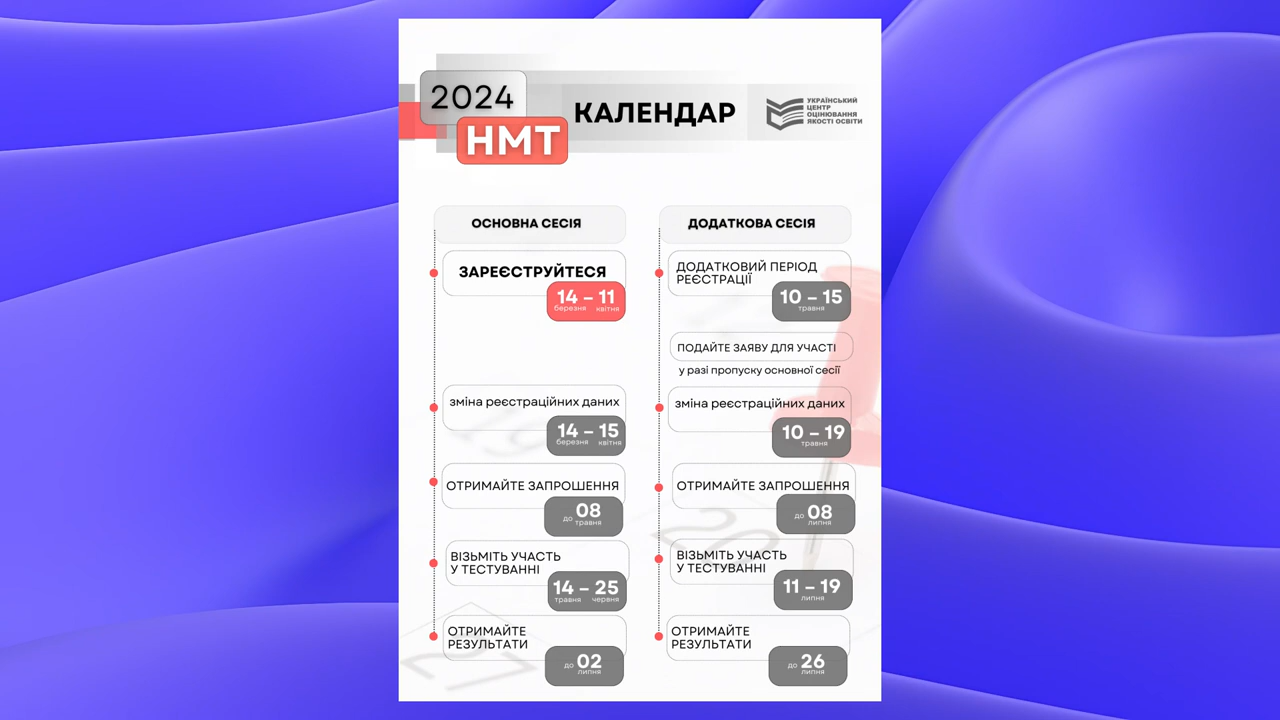 2024
НМТ
КАЛЕНДАР
УКРАЇНСЬКИЙ
ЦЕНТР
ОЦІНЮВАННЯ
ЯКОСТІ ОСВІТИ
ОСНОВНА СЕСІЯ
ЗАРЕЄСТРУЙТЕСЯ
14 – 11
березня квітня
зміна реєстраційних даних
14 – 15
березня квітня
ОТРИМАЙТЕ ЗАПРОШЕННЯ
до 08
травня
ВІЗЬМІТЬ УЧАСТЬ
У ТЕСТУВАННІ
14 – 25
травня червня
ОТРИМАЙТЕ
РЕЗУЛЬТАТИ
до 02
липня
ДОДАТКОВА СЕСІЯ
ДОДАТКОВИЙ ПЕРІОД
РЕЄСТРАЦІЇ
10 – 15
травня
ПОДАЙТЕ ЗАЯВУ ДЛЯ УЧАСТІ
у разі пропуску основної сесії
зміна реєстраційних даних
10 – 19
травня
ОТРИМАЙТЕ ЗАПРОШЕННЯ
до 08
липня
ВІЗЬМІТЬ УЧАСТЬ
У ТЕСТУВАННІ
11 – 19
липня
ОТРИМАЙТЕ
РЕЗУЛЬТАТИ
до 26
липня
27
20